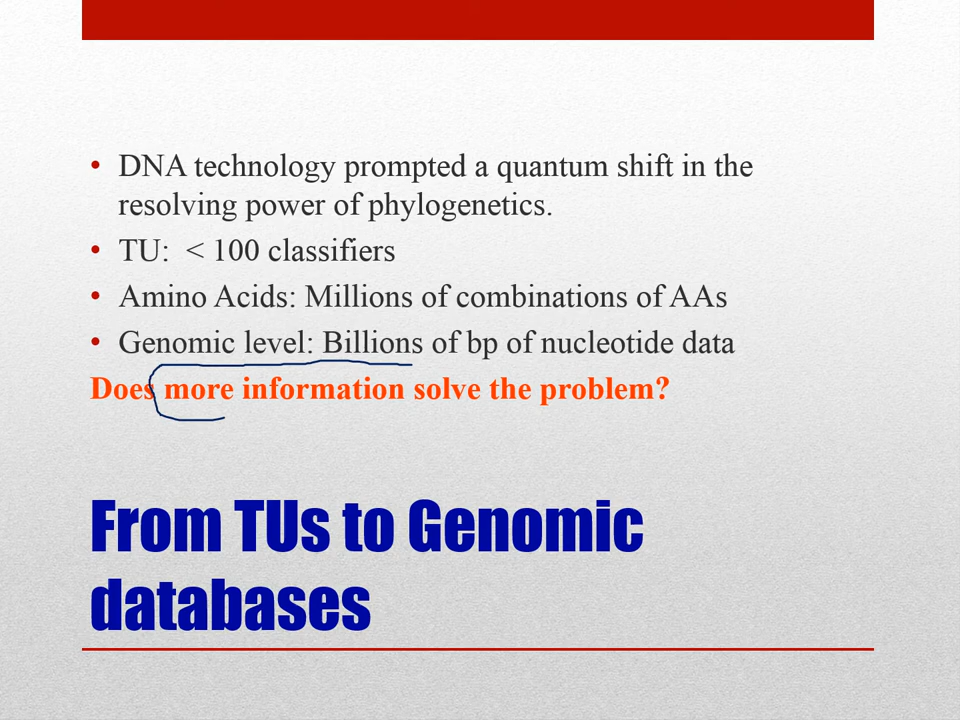 • DNA technology prompted a quantum shift in the
resolving power of phylogenetics.
• TU:  < 100 classifiers
• Amino Acids: Millions of combinations of AAs
• Genomic level: Billions of bp of nucleotide data
Does more information solve the problem?
From TUs to Genomic
databases